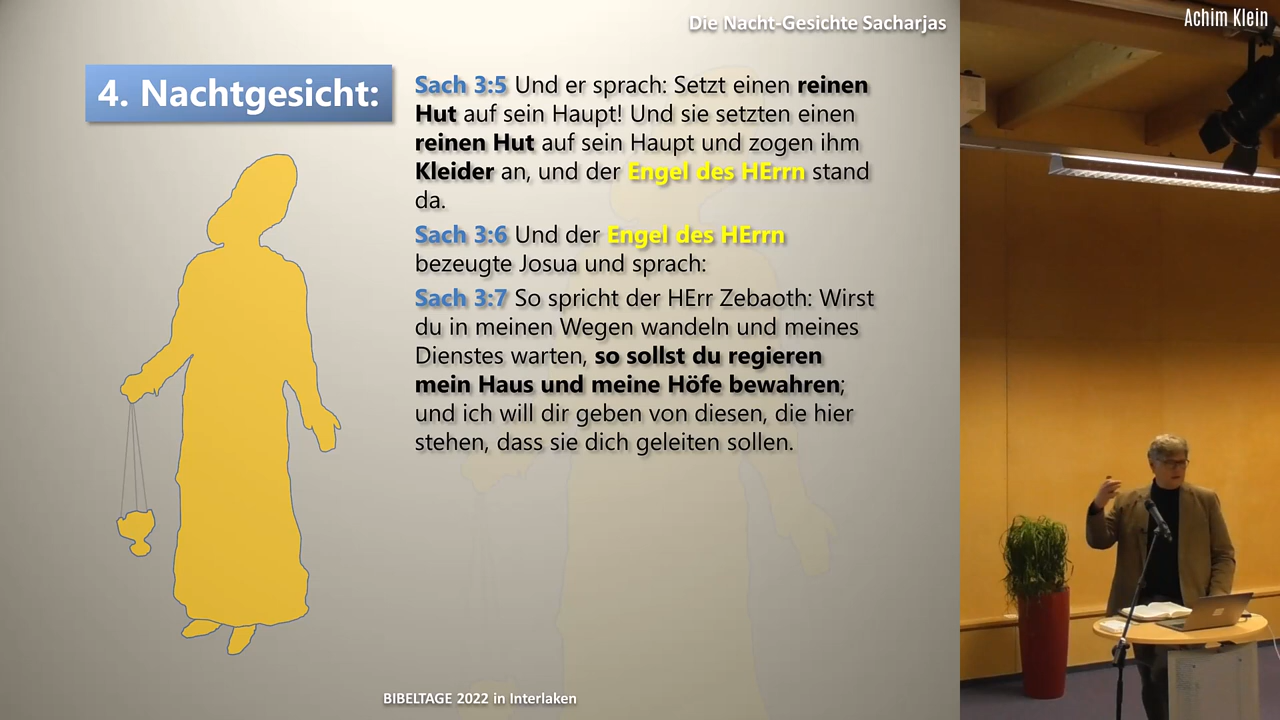 Die Nacht-Gesichte Sacharjas
Achim Klein
4. Nachtgesicht:
Sach 3:5 Und er sprach: Setzt einen reinen
Hut auf sein Haupt! Und sie setzten einen
reinen Hut auf sein Haupt und zogen ihm
Kleider an, und der Engel des HErrn stand
da.
Sach 3:6 Und der Engel des HErrn
bezeugte Josua und sprach:
Sach 3:7 So spricht der HErr Zebaoth: Wirst
du in meinen Wegen wandeln und meines
Dienstes warten, so sollst du regieren
mein Haus und meine Höfe bewahren;
und ich will dir geben von diesen, die hier
stehen, dass sie dich geleiten sollen.
BIBELTAGE 2022 in Interlaken